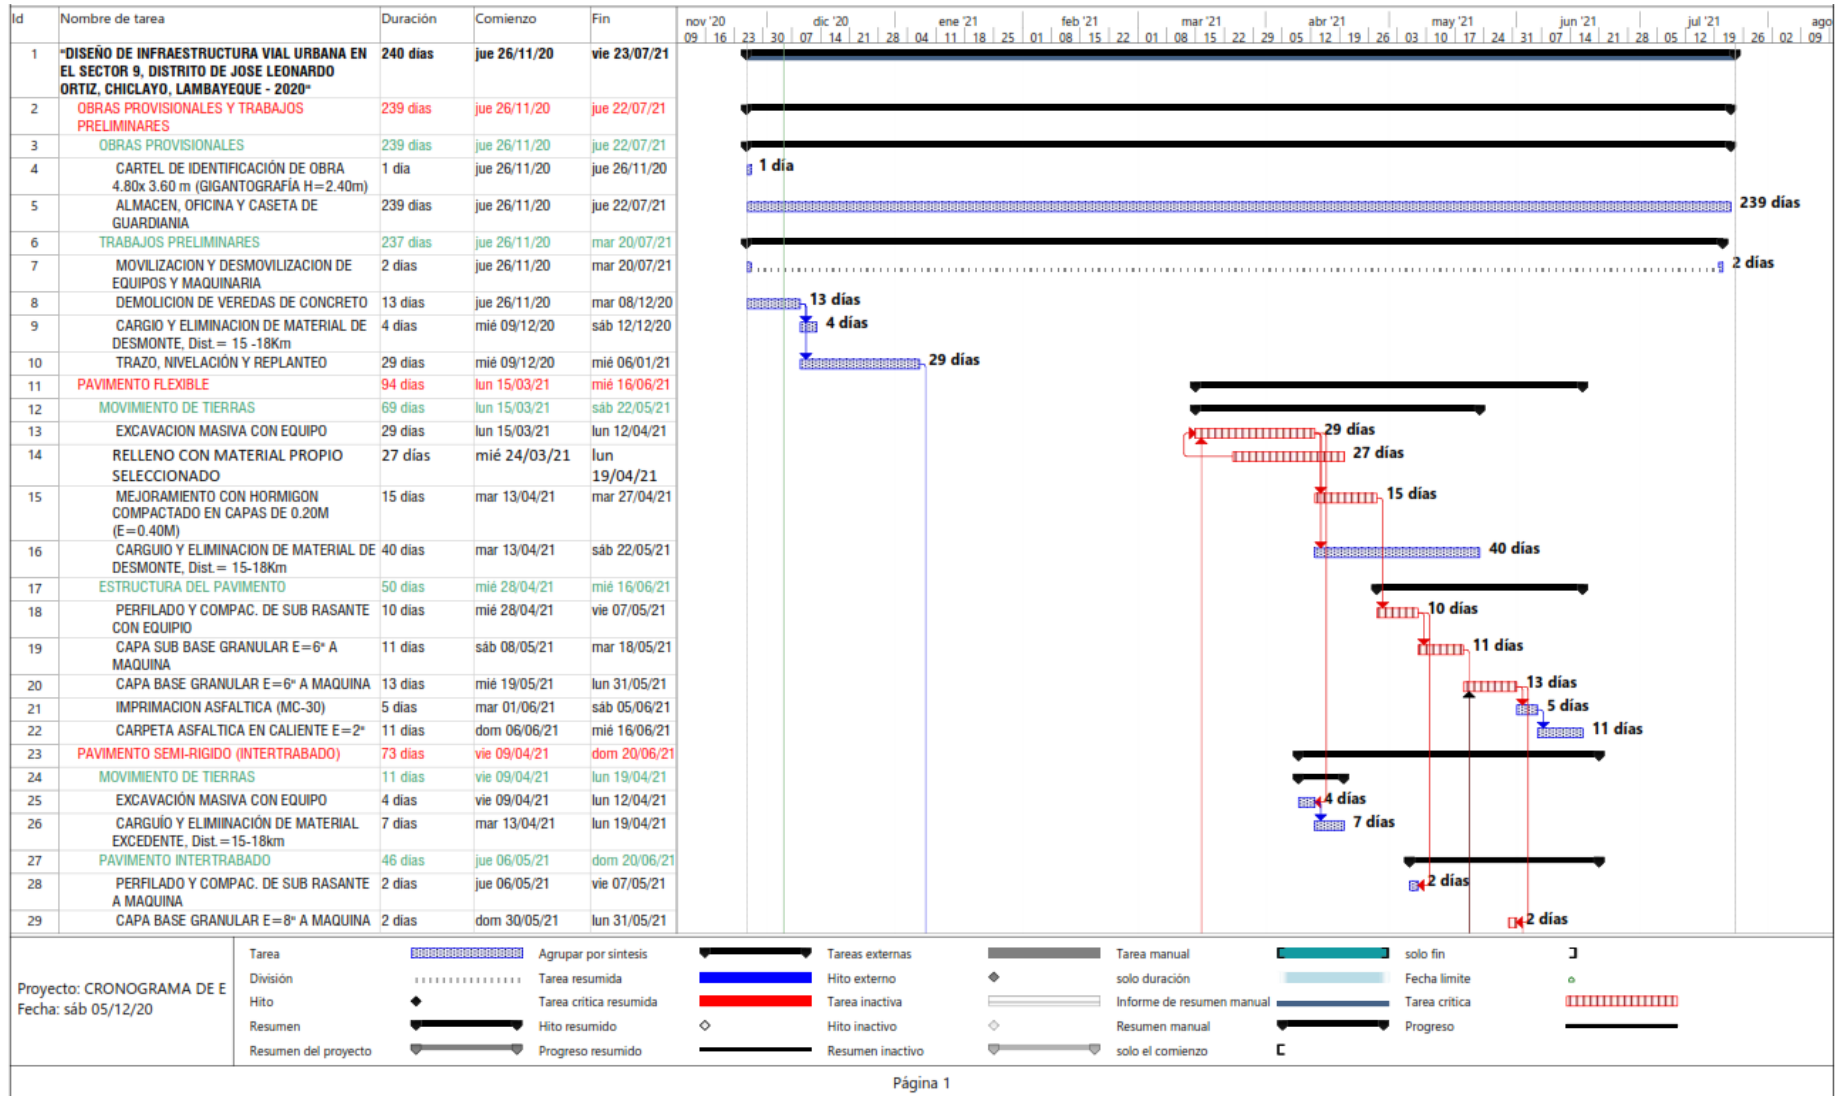 Id Nombre de tarea Duración Comienzo Fin
nov '20 dic '20 ene '21 feb '21 mar '21 abr '21 may '21 jun '21 jul '21 ago
09 16 23 30 07 14 21 28 04 11 18 25 01 08 15 22 01 08 15 22 29 05 12 19 26 03 10 17 24 31 07 14 21 28 05 12 19 26 02 09
1 "DISEÑO DE INFRAESTRUCTURA VIAL URBANA EN 240 días jue 26/11/20 vie 23/07/21
EL SECTOR 9, DISTRITO DE JOSE LEONARDO
ORTIZ, CHICLAYO, LAMBAYEQUE - 2020"
2 OBRAS PROVISIONALES Y TRABAJOS 239 días jue 26/11/20 jue 22/07/21
PRELIMINARES
3 OBRAS PROVISIONALES 239 días jue 26/11/20 jue 22/07/21
4 CARTEL DE IDENTIFICACIÓN DE OBRA 1 día jue 26/11/20 jue 26/11/20 1 día
4.80x 3.60 m (GIGANTOGRAFÍA H=2.40m)
5 ALMACEN, OFICINA Y CASETA DE 239 días jue 26/11/20 jue 22/07/21 239 días
GUARDIANIA
6 TRABAJOS PRELIMINARES 237 días jue 26/11/20 mar 20/07/21
7 MOVILIZACION Y DESMOVILIZACION DE 2 días jue 26/11/20 mar 20/07/21 2 días
EQUIPOS Y MAQUINARIA
8 DEMOLICION DE VEREDAS DE CONCRETO 13 días jue 26/11/20 mar 08/12/20 13 días
9 CARGIO Y ELIMINACION DE MATERIAL DE 4 días mié 09/12/20 sáb 12/12/20 4 días
DESMONTE, Dist.= 15 -18Km
10 TRAZO, NIVELACIÓN Y REPLANTEO 29 días mié 09/12/20 mié 06/01/21 29 días
11 PAVIMENTO FLEXIBLE 94 días lun 15/03/21 mié 16/06/21
12 MOVIMIENTO DE TIERRAS 69 días lun 15/03/21 sáb 22/05/21
13 EXCAVACION MASIVA CON EQUIPO 29 días lun 15/03/21 lun 12/04/21 29 días
14 RELLENO CON MATERIAL PROPIO 27 días mié 24/03/21 lun 27 días
SELECCIONADO 19/04/21
15 MEJORAMIENTO CON HORMIGON 15 días mar 13/04/21 mar 27/04/21 15 días
COMPACTADO EN CAPAS DE 0.20M
(E=0.40M)
16 CARGUIO Y ELIMINACION DE MATERIAL DE 40 días mar 13/04/21 sáb 22/05/21 40 días
DESMONTE, Dist.= 15-18Km
17 ESTRUCTURA DEL PAVIMENTO 50 días mié 28/04/21 mié 16/06/21
18 PERFILADO Y COMPAC. DE SUB RASANTE 10 días mié 28/04/21 vie 07/05/21 10 días
CON EQUIPIO
19 CAPA SUB BASE GRANULAR E=6" A 11 días sáb 08/05/21 mar 18/05/21 11 días
MAQUINA
20 CAPA BASE GRANULAR E=6" A MAQUINA 13 días mié 19/05/21 lun 31/05/21 13 días
21 IMPRIMACION ASFALTICA (MC-30) 5 días mar 01/06/21 sáb 05/06/21 5 días
22 CARPETA ASFALTICA EN CALIENTE E=2" 11 días dom 06/06/21 mié 16/06/21 11 días
23 PAVIMENTO SEMI-RIGIDO (INTERTRABADO) 73 días vie 09/04/21 dom 20/06/21
24 MOVIMIENTO DE TIERRAS 11 días vie 09/04/21 lun 19/04/21
25 EXCAVACIÓN MASIVA CON EQUIPO 4 días vie 09/04/21 lun 12/04/21 4 días
26 CARGUÍO Y ELIMIINACIÓN DE MATERIAL 7 días mar 13/04/21 lun 19/04/21 7 días
EXCEDENTE, Dist.=15-18km
27 PAVIMENTO INTERTRABADO 46 días jue 06/05/21 dom 20/06/21
28 PERFILADO Y COMPAC. DE SUB RASANTE 2 días jue 06/05/21 vie 07/05/21 2 días
A MAQUINA
29 CAPA BASE GRANULAR E=8" A MAQUINA 2 días dom 30/05/21 lun 31/05/21 2 días
Proyecto: CRONOGRAMA DE E
Fecha: sáb 05/12/20
Tarea Agrupar por síntesis Tareas externas Tarea manual solo fin
División Tarea resumida Hito externo solo duración Fecha límite
Hito Tarea crítica resumida Tarea inactiva Informe de resumen manual Tarea crítica
Resumen Hito resumido Hito inactivo Resumen manual Progreso
Resumen del proyecto Progreso resumido Resumen inactivo solo el comienzo
Página 1